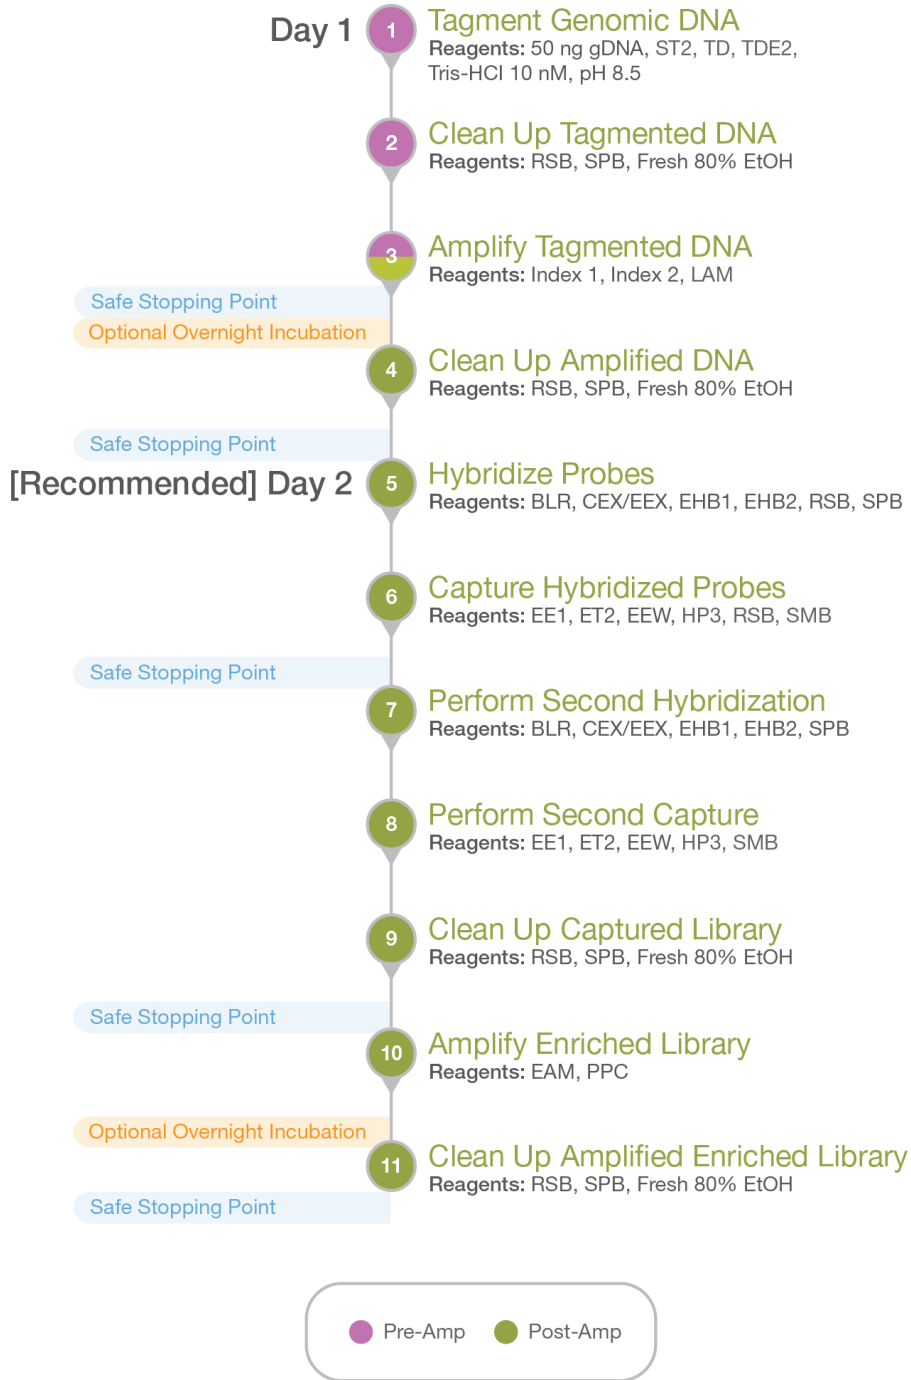 Day 1
1
Tagment Genomic DNA
Reagents: 50 ng gDNA, ST2, TD, TDE2,
Tris-HCl 10 nM, pH 8.5
2
Clean Up Tagmented DNA
Reagents: RSB, SPB, Fresh 80% EtOH
3
Amplify Tagmented DNA
Reagents: Index 1, Index 2, LAM
Safe Stopping Point
Optional Overnight Incubation
4
Clean Up Amplified DNA
Reagents: RSB, SPB, Fresh 80% EtOH
Safe Stopping Point
[Recommended] Day 2
5
Hybridize Probes
Reagents: BLR, CEX/EEX, EHB1, EHB2, RSB, SPB
6
Capture Hybridized Probes
Reagents: EE1, ET2, EEW, HP3, RSB, SMB
Safe Stopping Point
7
Perform Second Hybridization
Reagents: BLR, CEX/EEX, EHB1, EHB2, SPB
8
Perform Second Capture
Reagents: EE1, ET2, EEW, HP3, SMB
9
Clean Up Captured Library
Reagents: RSB, SPB, Fresh 80% EtOH
Safe Stopping Point
10
Amplify Enriched Library
Reagents: EAM, PPC
Optional Overnight Incubation
11
Clean Up Amplified Enriched Library
Reagents: RSB, SPB, Fresh 80% EtOH
Safe Stopping Point
Pre-Amp
Post-Amp